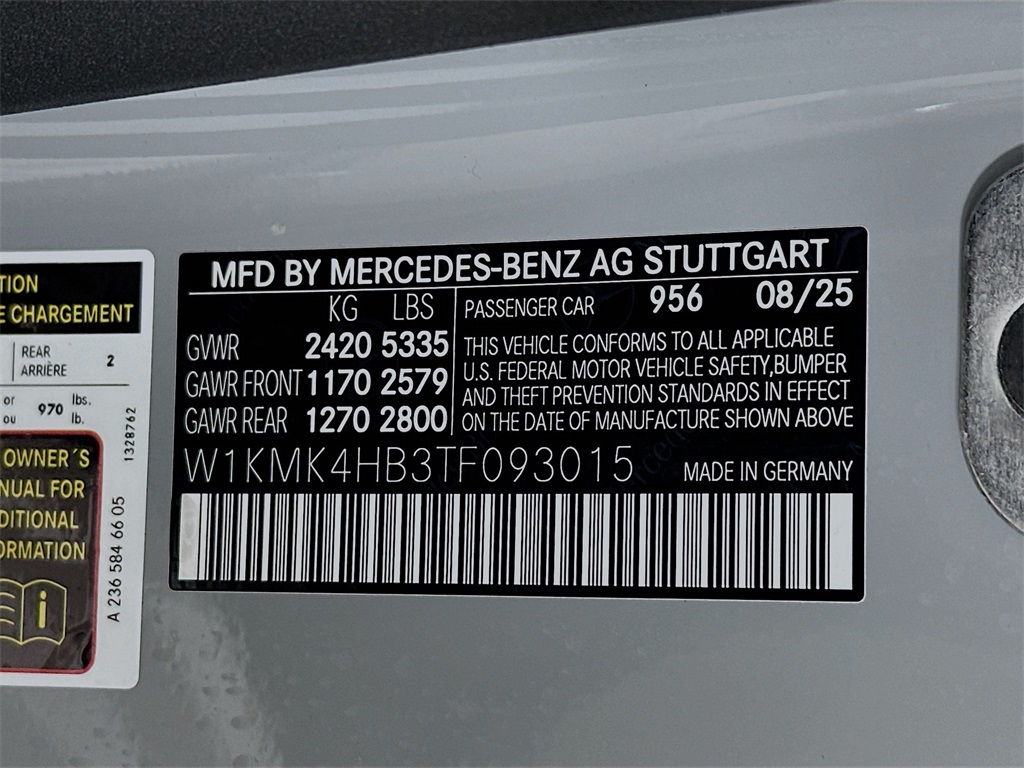 MFD BY MERCEDES-BENZ AG STUTTGART
KG LBS
GVWR 2420 5335
GAWR FRONT 1170 2579
GAWR REAR 1270 2800
PASSENGER CAR 956 08/25
THIS VEHICLE CONFORMS TO ALL APPLICABLE
U.S. FEDERAL MOTOR VEHICLE SAFETY,BUMPER
AND THEFT PREVENTION STANDARDS IN EFFECT
ON THE DATE OF MANUFACTURE SHOWN ABOVE
W1KMK4HB3TF093015 MADE IN GERMANY
TION
E CHARGEMENT
REAR 2
ARRIÈRE
or 970 lbs.
ou lb.
1328762
OWNER´S
NUAL FOR
DITIONAL
ORMATION
i
A 236 584 66 05